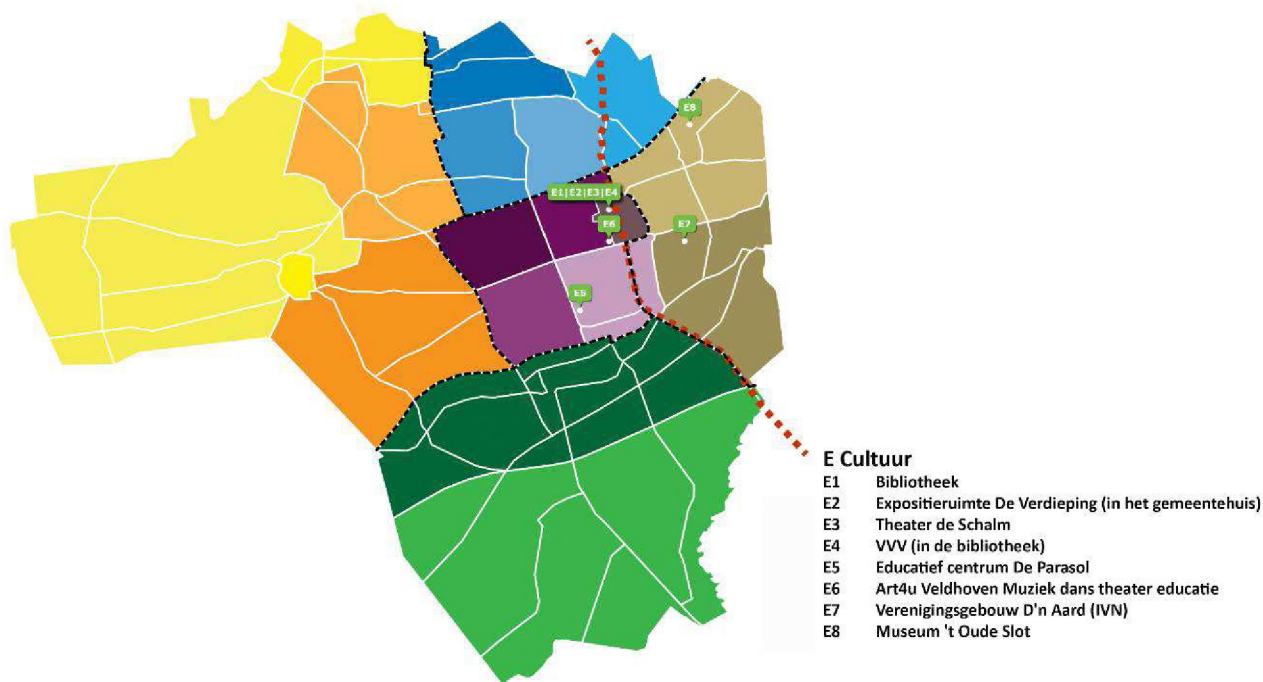 E8
E1|E2|E3|E4
E6
E7
E5
E Cultuur
E1 Bibliotheek
E2 Expositieruimte De Verdieping (in het gemeentehuis)
E3 Theater de Schalm
E4 VVV (in de bibliotheek)
E5 Educatief centrum De Parasol
E6 Art4u Veldhoven Muziek dans theater educatie
E7 Verenigingsgebouw D'n Aard (IVN)
E8 Museum 't Oude Slot